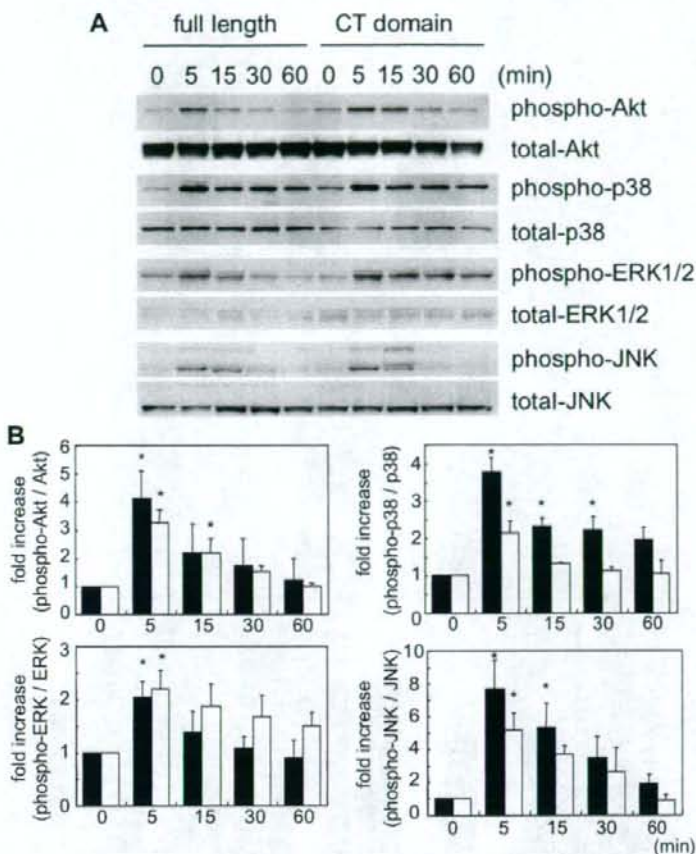 A
full length CT domain
0 5 15 30 60 0 5 15 30 60 (min)
phospho-Akt
total-Akt
phospho-p38
total-p38
phospho-ERK1/2
total-ERK1/2
phospho-JNK
total-JNK
B
fold increase
(phospho-Akt / Akt)
6
5
4
3
2
1
0
* * *
0 5 15 30 60
fold increase
(phospho-p38 / p38)
4
3
2
1
0
* * * *
0 5 15 30 60
fold increase
(phospho-ERK / ERK)
3
2
1
0
* *
0 5 15 30 60
fold increase
(phospho-JNK / JNK)
10
8
6
4
2
0
* * *
0 5 15 30 60
(min)